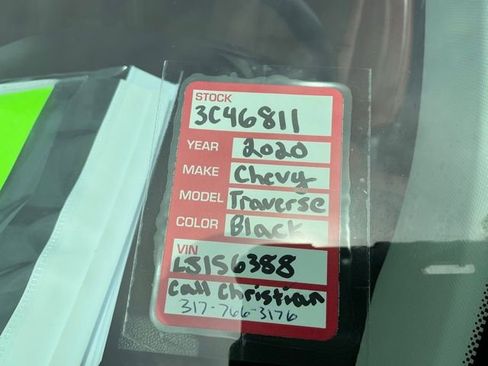 STOCK
3C46811
YEAR 2020
MAKE Chevy
MODEL Traverse
COLOR Black
VIN
LJ156388
Call Christian
317-766-3176